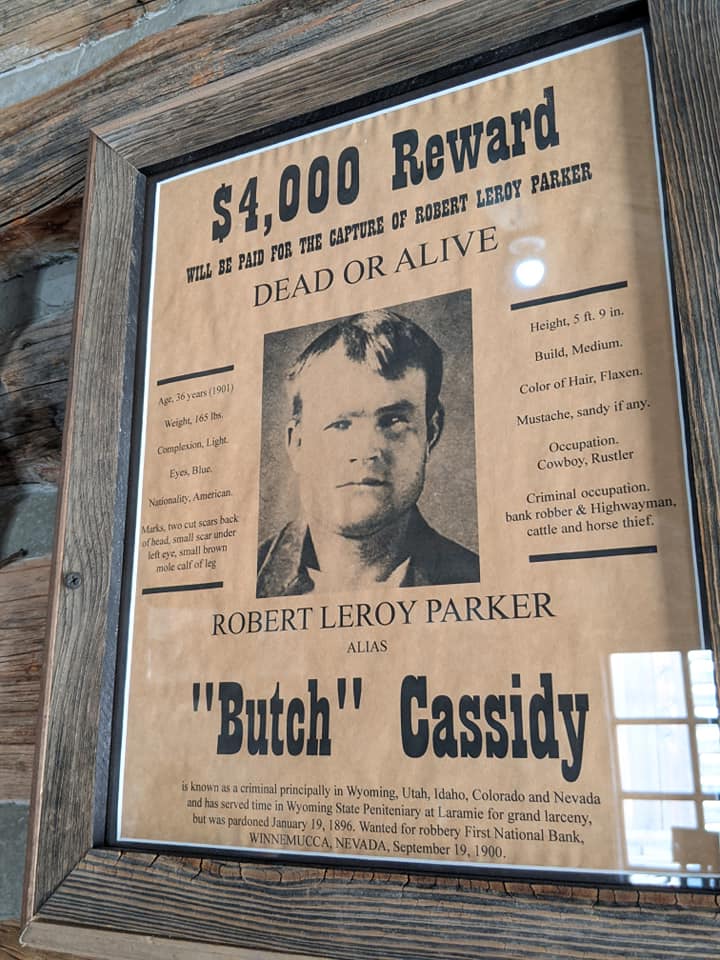 $4,000 Reward
WILL BE PAID FOR THE CAPTURE OF ROBERT LEROY PARKER
DEAD OR ALIVE
Age, 36 years (1901)
Weight, 165 lbs.
Complexion, Light.
Eyes, Blue.
Nationality, American.
Marks, two cut scars back
of head, small scar under
left eye, small brown
mole calf of leg
Height, 5 ft. 9 in.
Build, Medium.
Color of Hair, Flaxen.
Mustache, sandy if any.
Occupation.
Cowboy, Rustler
Criminal occupation.
bank robber & Highwayman,
cattle and horse thief.
ROBERT LEROY PARKER
ALIAS
"Butch" Cassidy
is known as a criminal principally in Wyoming, Utah, Idaho, Colorado and Nevada
and has served time in Wyoming State Peniteniary at Laramie for grand larceny,
but was pardoned January 19, 1896. Wanted for robbery First National Bank,
WINNEMUCCA, NEVADA, September 19, 1900.